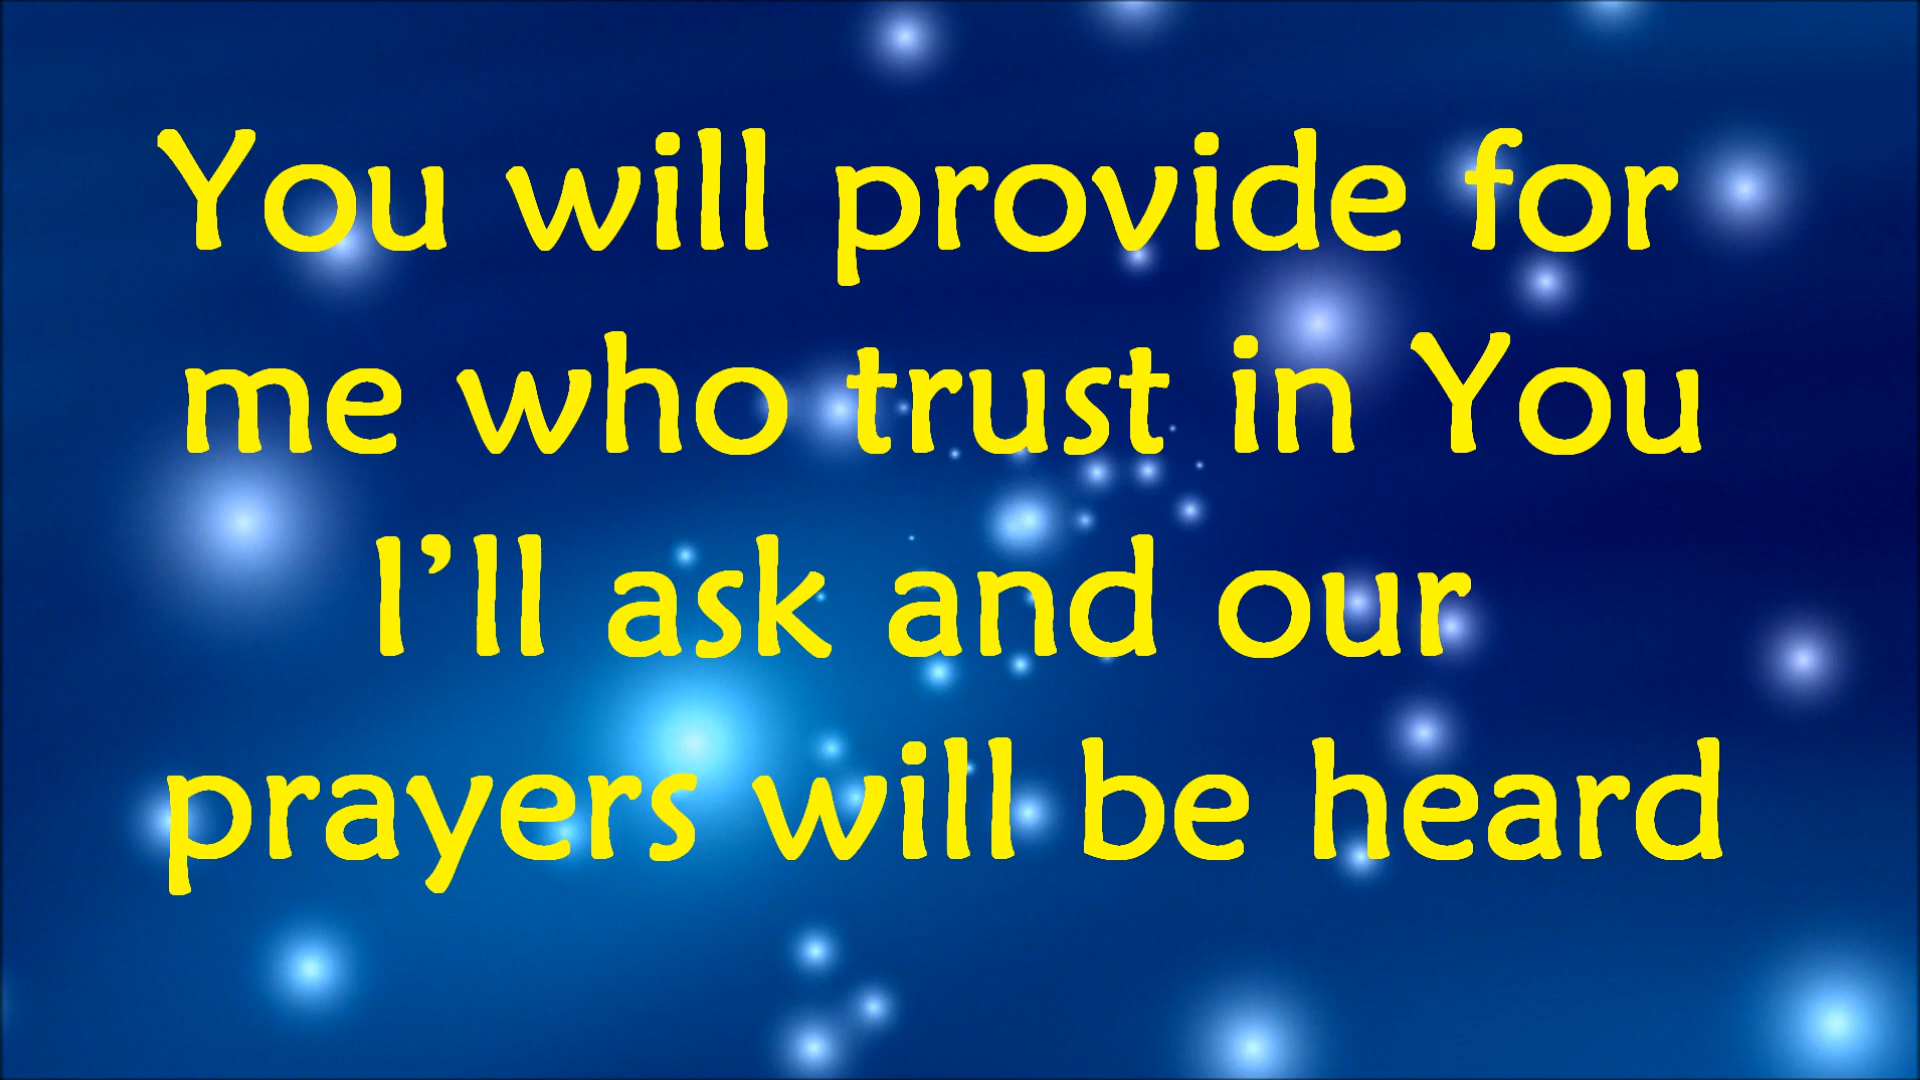 You will provide for
me who trust in You
I’ll ask and our
prayers will be heard